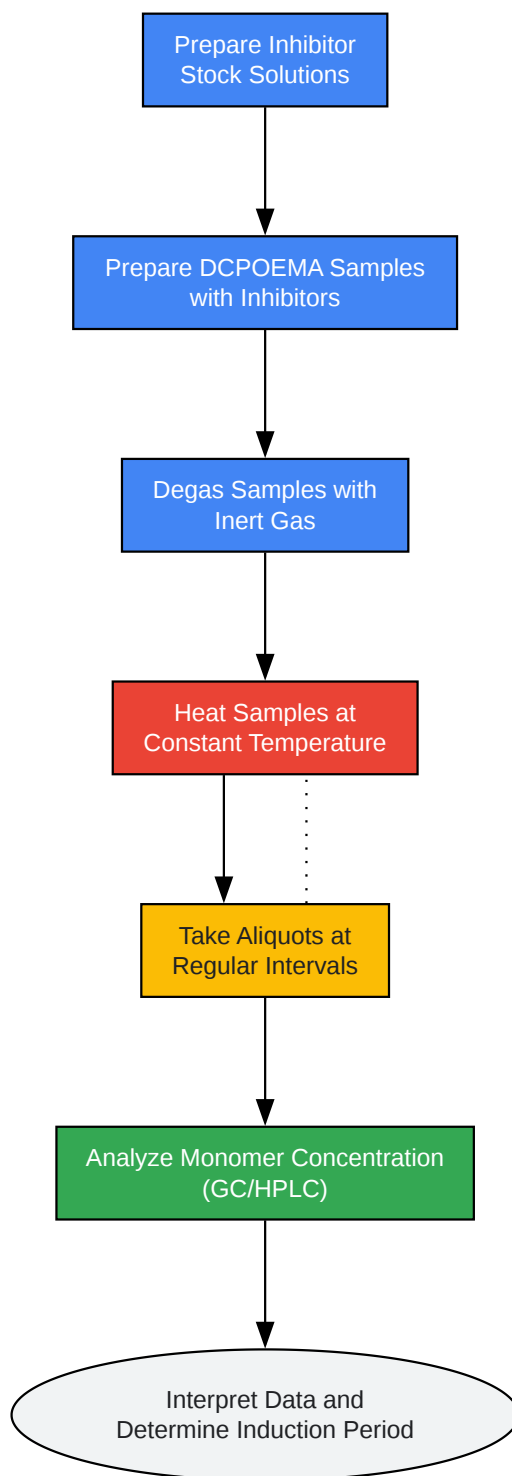 Prepare Inhibitor
Stock Solutions
Prepare DCPOEMA Samples
with Inhibitors
Degas Samples with
Inert Gas
Heat Samples at
Constant Temperature
Take Aliquots at
Regular Intervals
Analyze Monomer Concentration
(GC/HPLC)
Interpret Data and
Determine Induction Period